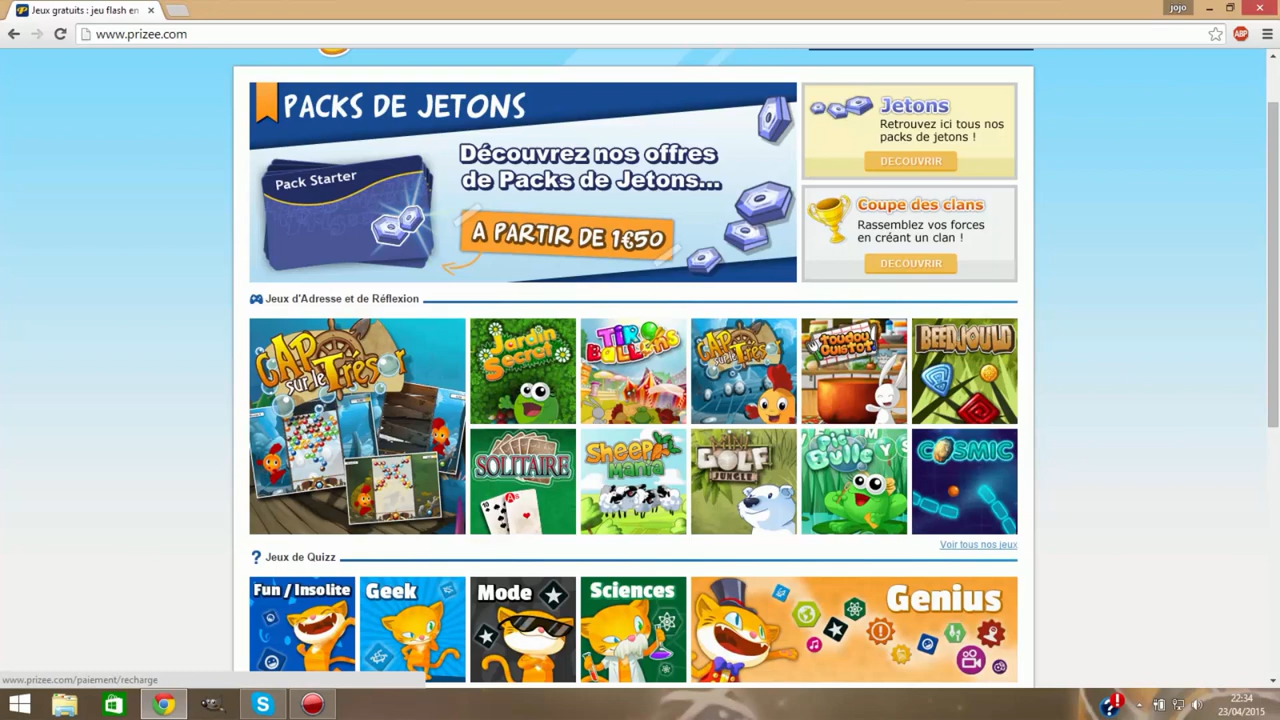 Jeux gratuits : jeu flash en
jojo
www.prizee.com
ABP
PACKS DE JETONS
Pack Starter
Découvrez nos offres
de Packs de Jetons...
A PARTIR DE 1€50
Jetons
Retrouvez ici tous nos
packs de jetons !
DECOUVRIR
Coupe des clans
Rassemblez vos forces
en créant un clan !
DECOUVRIR
Jeux d'Adresse et de Réflexion
CAP
sur le Trésor
Jardin
Secret
TIR
BALLONS
CAP
sur le Trésor
Toudou
Cuistot
BEEDJOULD
SOLITAIRE
Sheep
Mania
MINI
GOLF
JUNGLE
Pic
Bulle
COSMIC
Voir tous nos jeux
? Jeux de Quizz
Fun / Insolite
Geek
Mode
Sciences
Genius
www.prizee.com/paiement/recharge
22:34
23/04/2015